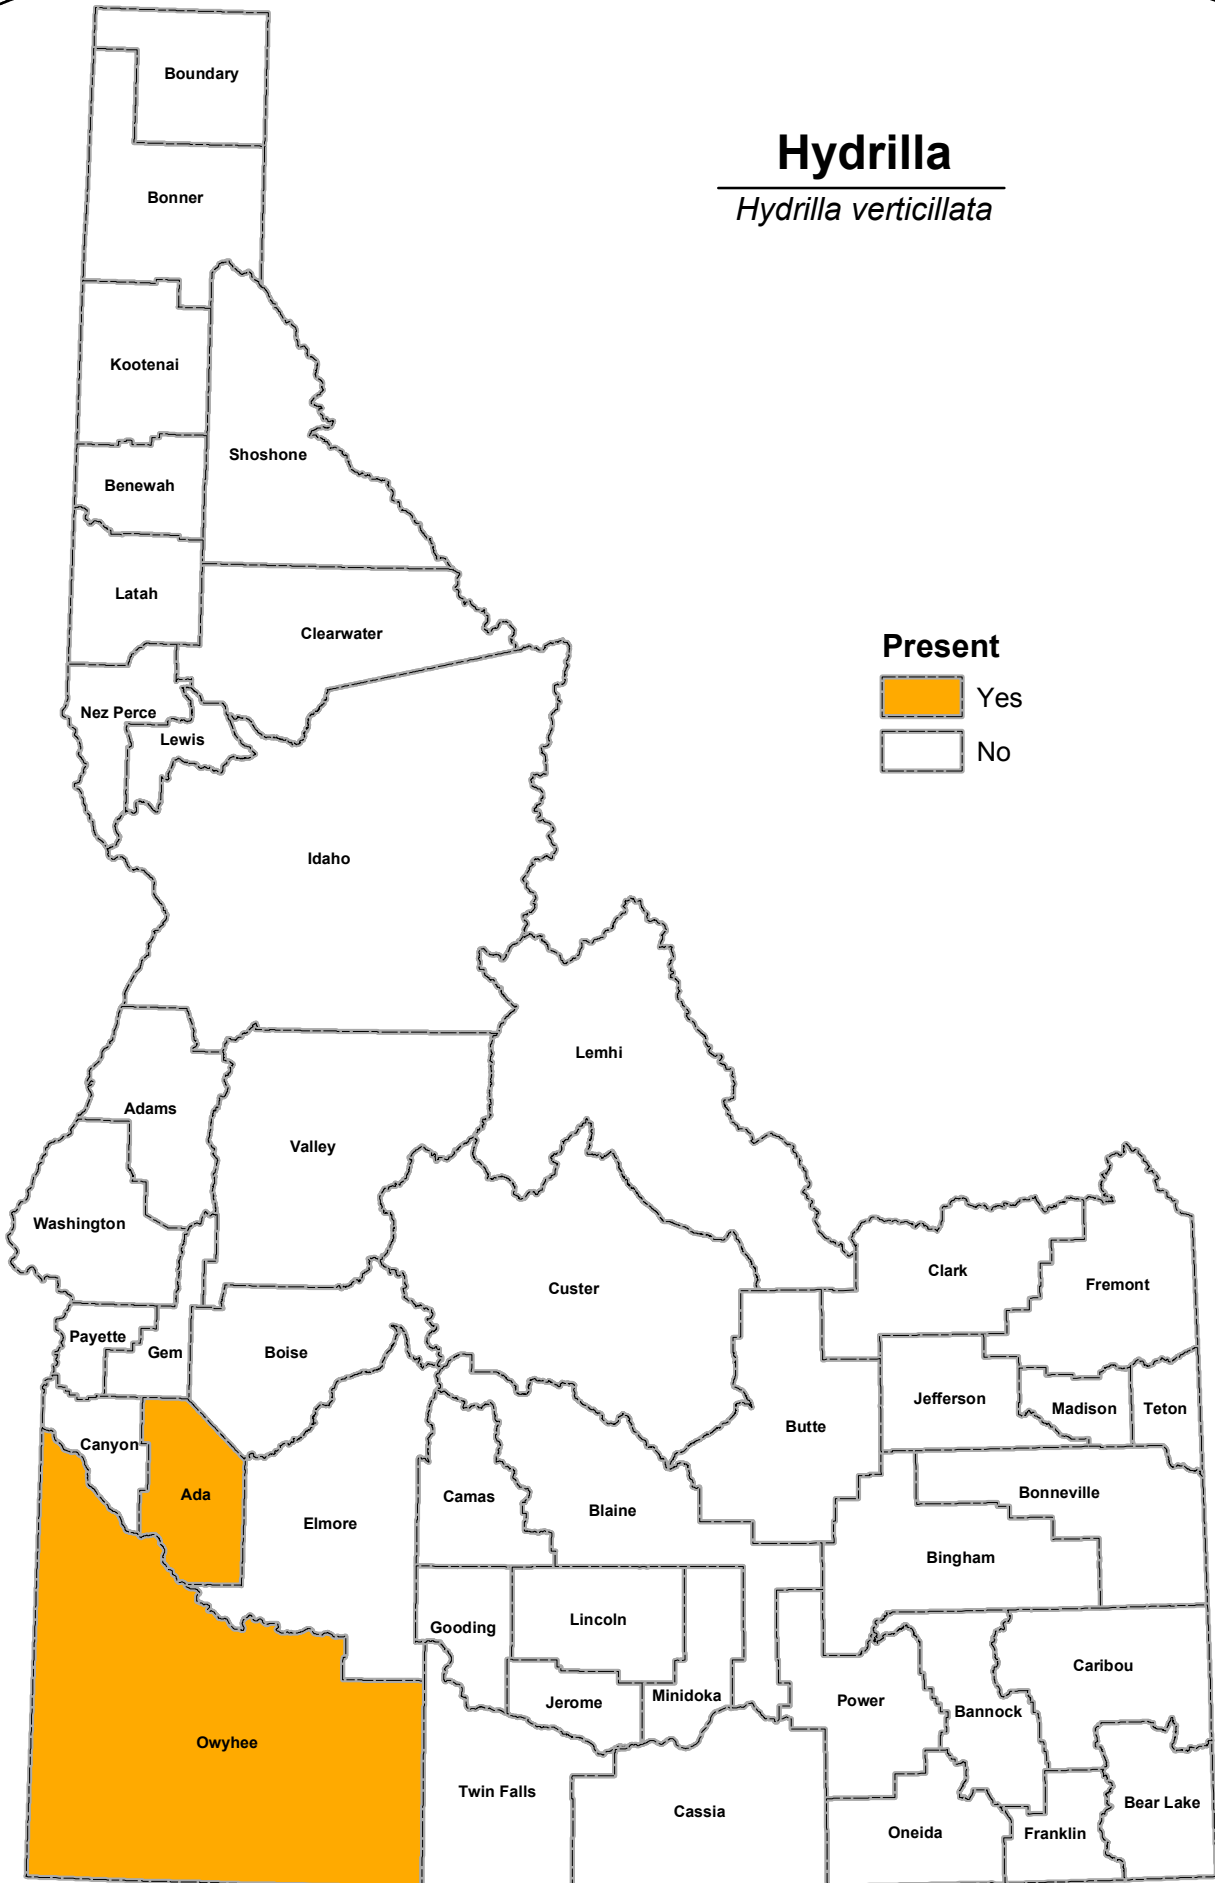 Boundary
Hydrilla
Hydrilla verticillata
Bonner
Kootenai
Shoshone
Benewah
Latah
Clearwater
Present
Yes
No
Nez Perce
Lewis
Idaho
Lemhi
Adams
Valley
Washington
Clark
Fremont
Custer
Payette
Gem
Boise
Jefferson
Madison
Teton
Butte
Canyon
Ada
Camas
Blaine
Bonneville
Elmore
Bingham
Gooding
Lincoln
Caribou
Jerome
Minidoka
Power
Bannock
Owyhee
Twin Falls
Cassia
Bear Lake
Oneida
Franklin